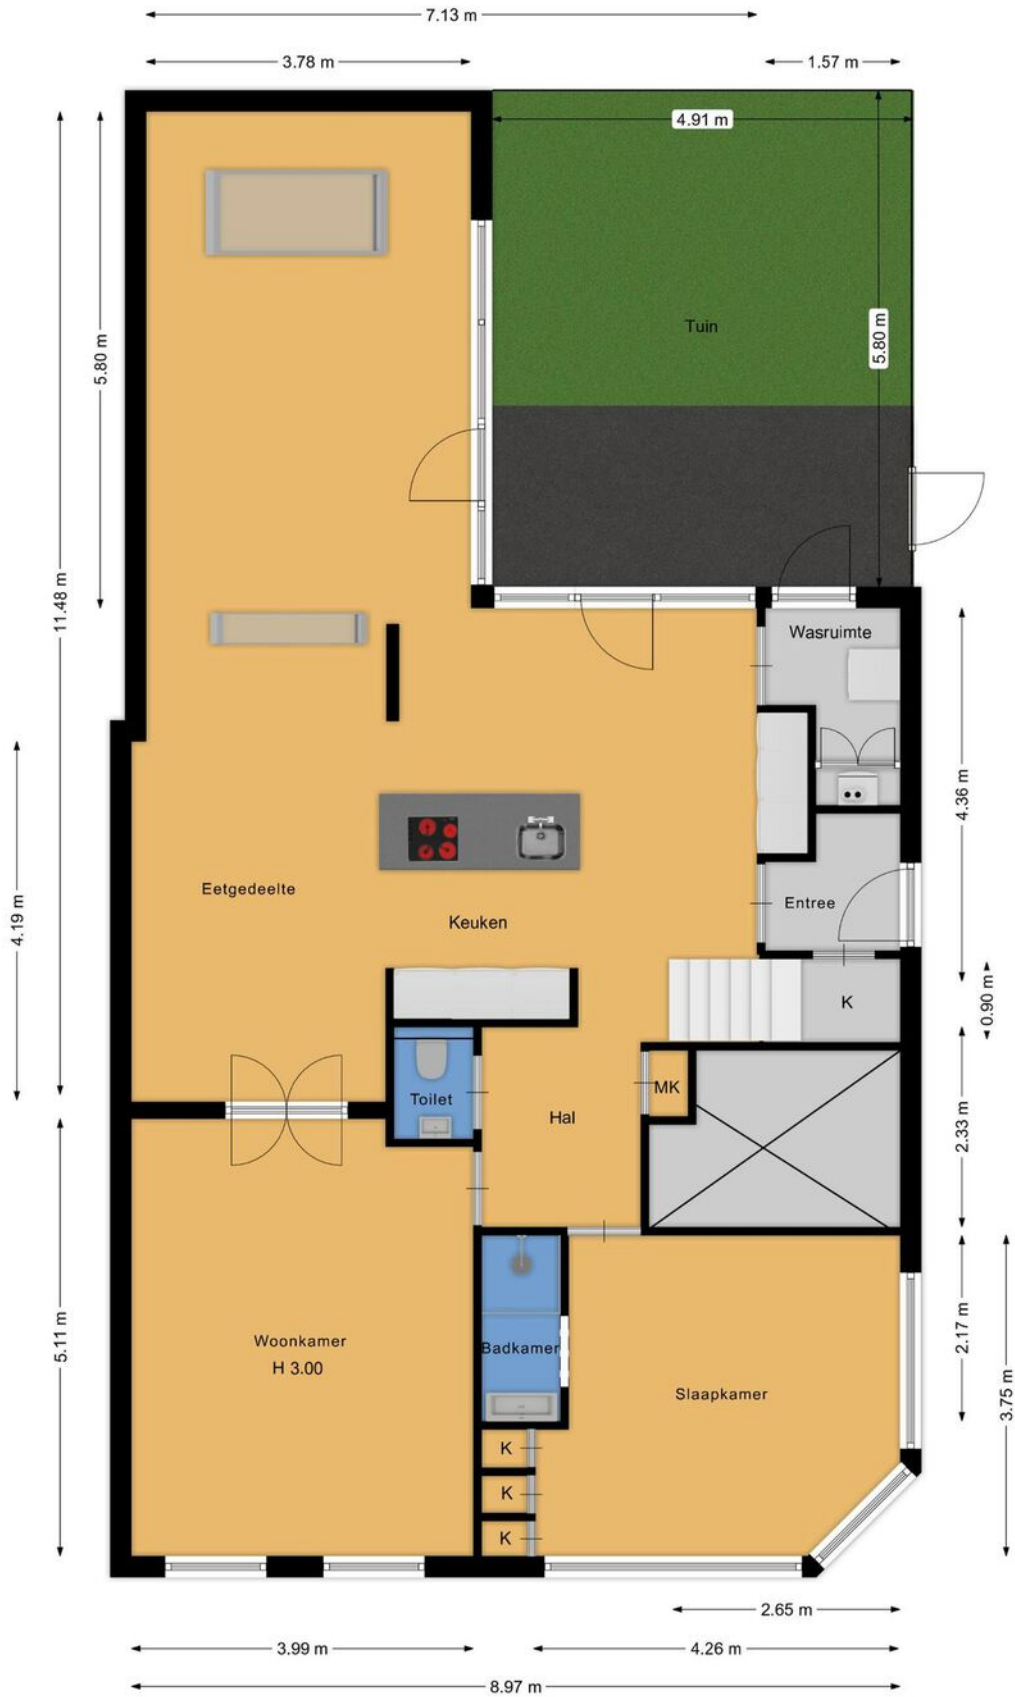 7.13 m
3.78 m
1.57 m
4.91 m
5.80 m
Tuin
5.80 m
11.48 m
Wasruimte
4.36 m
Eetgedeelte
Entree
Keuken
4.19 m
K
0.90 m
MK
Toilet
Hal
2.33 m
Woonkamer
H 3.00
Badkamer
5.11 m
2.17 m
Slaapkamer
3.75 m
K
K
K
2.65 m
3.99 m
4.26 m
8.97 m